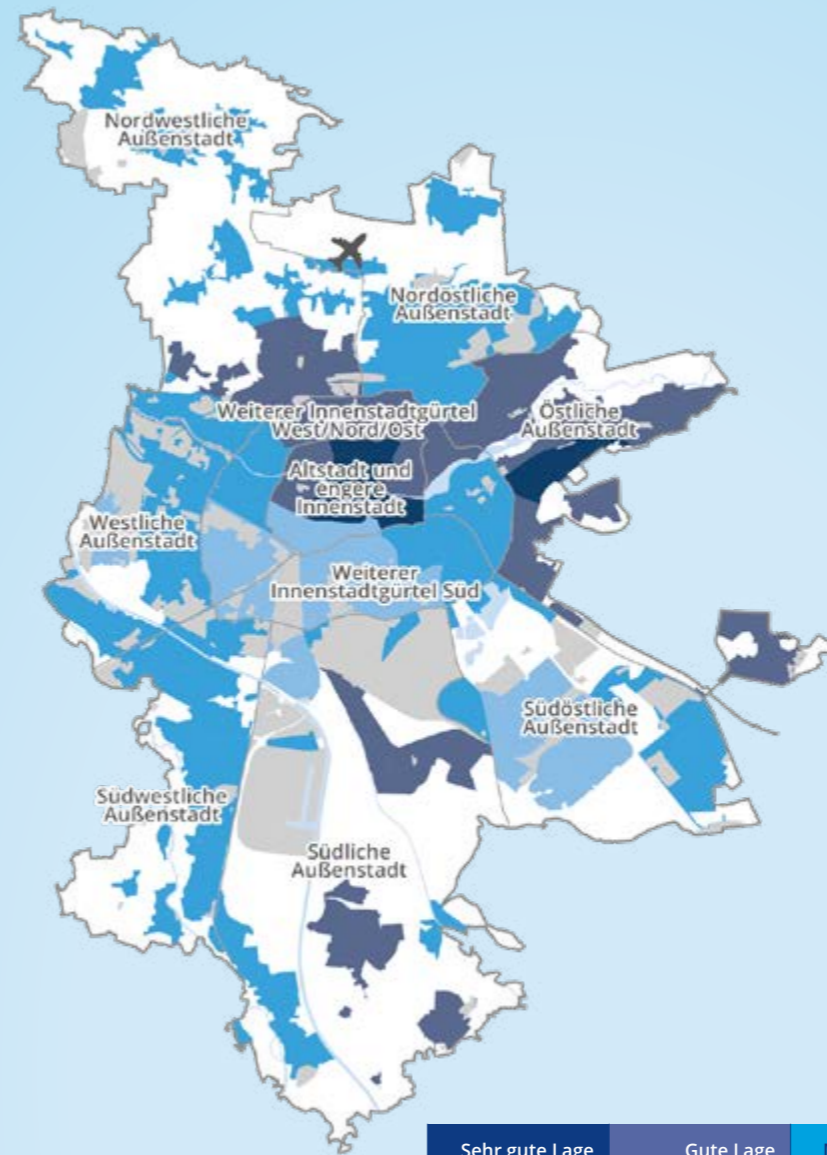 Nordwestliche
Außenstadt
Nordöstliche
Außenstadt
Weiterer Innenstadtgürtel
West/Nord/Ost
Östliche
Außenstadt
Altstadt und
engere
Innenstadt
Westliche
Außenstadt
Weiterer
Innenstadtgürtel Süd
Südöstliche
Außenstadt
Südwestliche
Außenstadt
Südliche
Außenstadt
Sehr gute Lage
Gute Lage